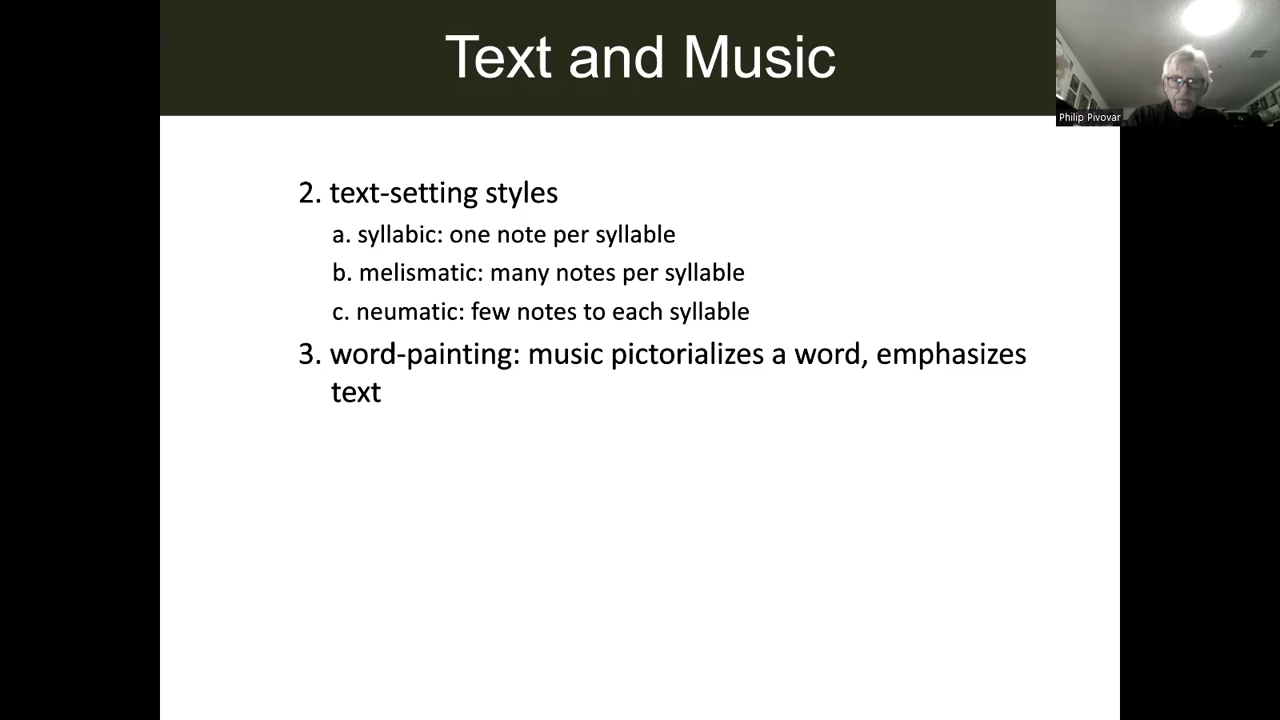 Text and Music
Philip Pivovar
2. text-setting styles
a. syllabic: one note per syllable
b. melismatic: many notes per syllable
c. neumatic: few notes to each syllable
3. word-painting: music pictorializes a word, emphasizes
text